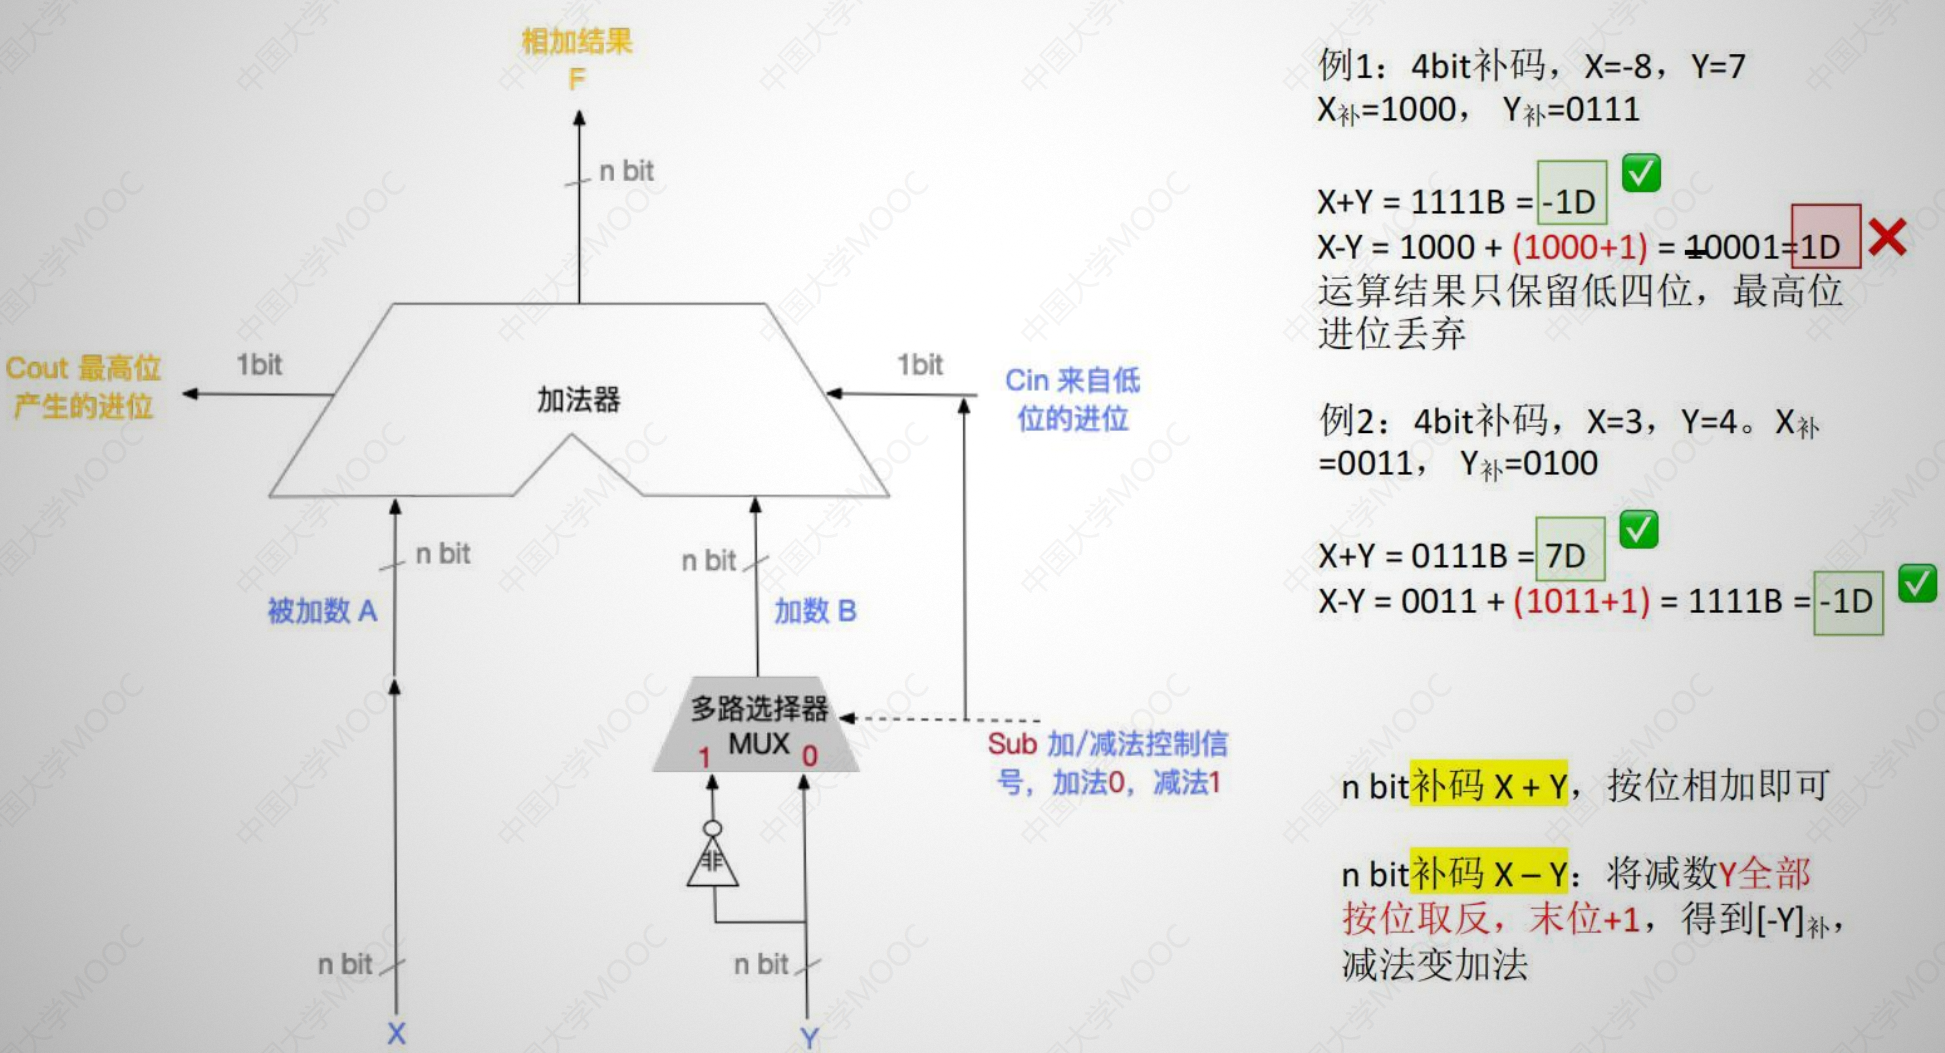 相加结果
F
n bit
Cout 最高位
产生的进位
1bit
加法器
1bit
Cin 来自低
位的进位
n bit
被加数 A
n bit
加数 B
多路选择器
MUX
1
0
Sub 加/减法控制信
号，加法0，减法1
非
n bit
X
n bit
Y
例1：4bit补码，X=-8，Y=7
X补=1000， Y补=0111
X+Y = 1111B = -1D
X-Y = 1000 + (1000+1) = 10001=1D
运算结果只保留低四位，最高位
进位丢弃
例2：4bit补码，X=3，Y=4。X补
=0011， Y补=0100
X+Y = 0111B = 7D
X-Y = 0011 + (1011+1) = 1111B = -1D
n bit补码 X + Y，按位相加即可
n bit补码 X – Y：将减数Y全部
按位取反，末位+1，得到[-Y]补，
减法变加法
中国大学MOOC